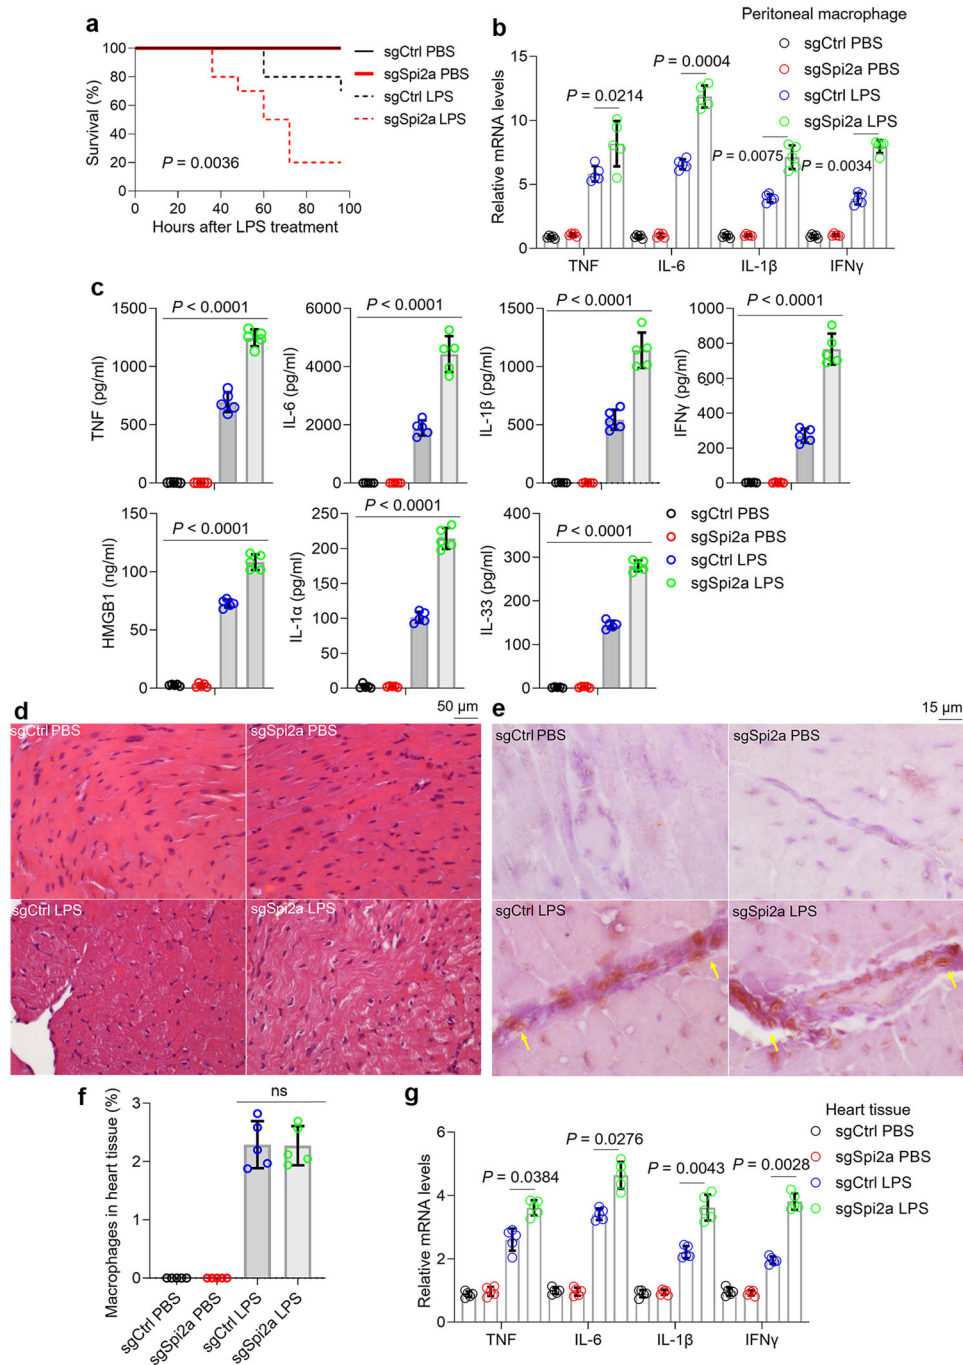 a
Survival (%)
100
80
60
40
20
0
P = 0.0036
0 20 40 60 80 100
Hours after LPS treatment
sgCtrl PBS
sgSpi2a PBS
sgCtrl LPS
sgSpi2a LPS
b
Peritoneal macrophage
sgCtrl PBS
sgSpi2a PBS
sgCtrl LPS
sgSpi2a LPS
Relative mRNA levels
15
10
5
0
P = 0.0214
P = 0.0004
P = 0.0075
P = 0.0034
TNF IL-6 IL-1β IFNγ
c
TNF (pg/ml)
1500
1000
500
0
P < 0.0001
IL-6 (pg/ml)
6000
4000
2000
0
P < 0.0001
IL-1β (pg/ml)
1500
1000
500
0
P < 0.0001
IFNγ (pg/ml)
1000
800
600
400
200
0
P < 0.0001
HMGB1 (ng/ml)
150
100
50
0
P < 0.0001
IL-1α (pg/ml)
250
200
150
100
50
0
P < 0.0001
IL-33 (pg/ml)
400
300
200
100
0
P < 0.0001
sgCtrl PBS
sgSpi2a PBS
sgCtrl LPS
sgSpi2a LPS
d
50 μm
sgCtrl PBS
sgSpi2a PBS
sgCtrl LPS
sgSpi2a LPS
e
15 μm
sgCtrl PBS
sgSpi2a PBS
sgCtrl LPS
sgSpi2a LPS
f
Macrophages in heart tissue (%)
3
2
1
0
ns
sgCtrl PBS
sgSpi2a PBS
sgCtrl LPS
sgSpi2a LPS
g
Heart tissue
sgCtrl PBS
sgSpi2a PBS
sgCtrl LPS
sgSpi2a LPS
Relative mRNA levels
6
4
2
0
P = 0.0384
P = 0.0276
P = 0.0043
P = 0.0028
TNF IL-6 IL-1β IFNγ